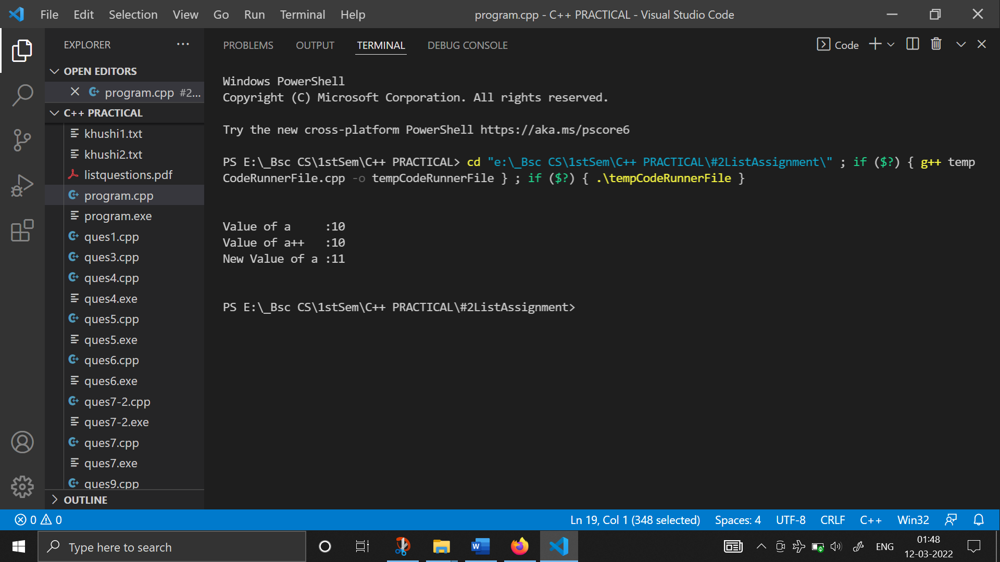 File Edit Selection View Go Run Terminal Help program.cpp - C++ PRACTICAL - Visual Studio Code
EXPLORER
PROBLEMS OUTPUT TERMINAL DEBUG CONSOLE Code
OPEN EDITORS
program.cpp #2...
C++ PRACTICAL
khushi1.txt
khushi2.txt
listquestions.pdf
program.cpp
program.exe
ques1.cpp
ques3.cpp
ques4.cpp
ques4.exe
ques5.cpp
ques5.exe
ques6.cpp
ques6.exe
ques7-2.cpp
ques7-2.exe
ques7.cpp
ques7.exe
ques9.cpp
OUTLINE
Windows PowerShell
Copyright (C) Microsoft Corporation. All rights reserved.
Try the new cross-platform PowerShell https://aka.ms/pscore6
PS E:\_Bsc CS\1stSem\C++ PRACTICAL> cd "e:\_Bsc CS\1stSem\C++ PRACTICAL\#2ListAssignment\" ; if ($?) { g++ temp
CodeRunnerFile.cpp -o tempCodeRunnerFile } ; if ($?) { .\tempCodeRunnerFile }
Value of a     :10
Value of a++   :10
New Value of a :11
PS E:\_Bsc CS\1stSem\C++ PRACTICAL\#2ListAssignment>
0 0 Ln 19, Col 1 (348 selected) Spaces: 4 UTF-8 CRLF C++ Win32
Type here to search
ENG
01:48
12-03-2022